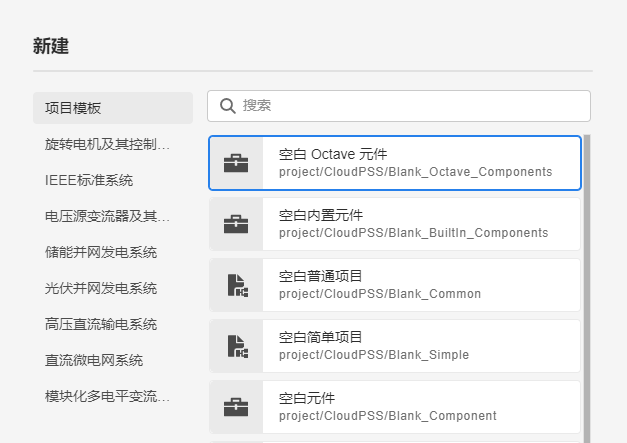 新建
项目模板
旋转电机及其控制…
IEEE标准系统
电压源变流器及其…
储能并网发电系统
光伏并网发电系统
高压直流输电系统
直流微电网系统
模块化多电平变流…
搜索
空白 Octave 元件
project/CloudPSS/Blank_Octave_Components
空白内置元件
project/CloudPSS/Blank_BuiltIn_Components
空白普通项目
project/CloudPSS/Blank_Common
空白简单项目
project/CloudPSS/Blank_Simple
空白元件
project/CloudPSS/Blank_Component